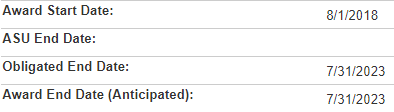 Award Start Date: 8/1/2018
ASU End Date:
Obligated End Date: 7/31/2023
Award End Date (Anticipated): 7/31/2023